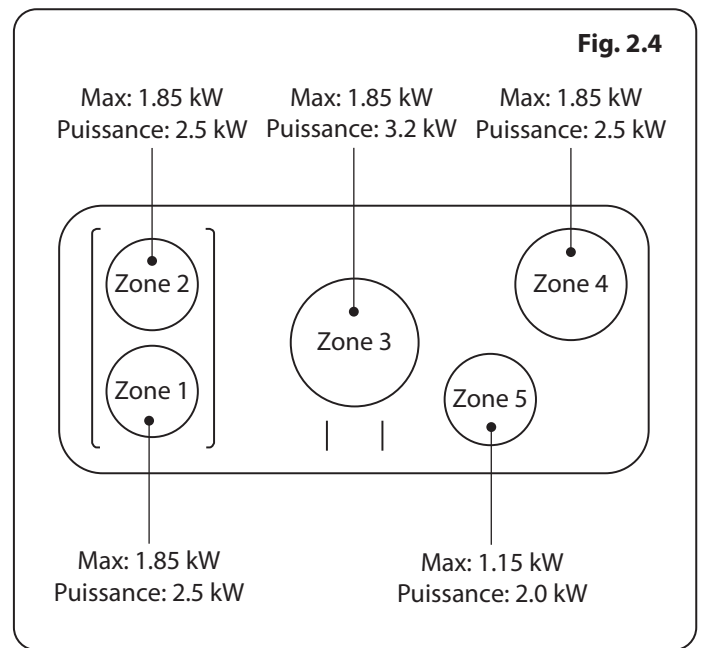 Fig. 2.4
Max: 1.85 kW
Puissance: 2.5 kW
Max: 1.85 kW
Puissance: 3.2 kW
Max: 1.85 kW
Puissance: 2.5 kW
Zone 2
Zone 4
Zone 3
Zone 1
Zone 5
Max: 1.85 kW
Puissance: 2.5 kW
Max: 1.15 kW
Puissance: 2.0 kW